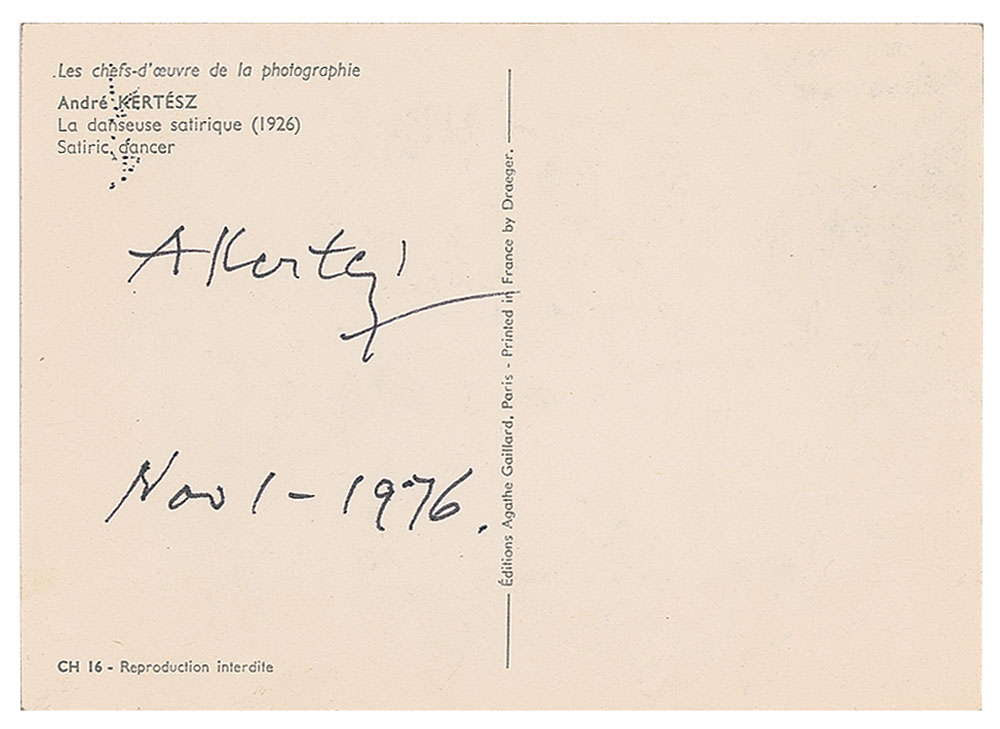 Les chefs-d'œuvre de la photographie
André KERTÉSZ
La danseuse satirique (1926)
Satiric dancer
AKertész
Nov 1 - 1976.
CH 16 - Reproduction interdite
Éditions Agathe Gaillard, Paris - Printed in France by Draeger.